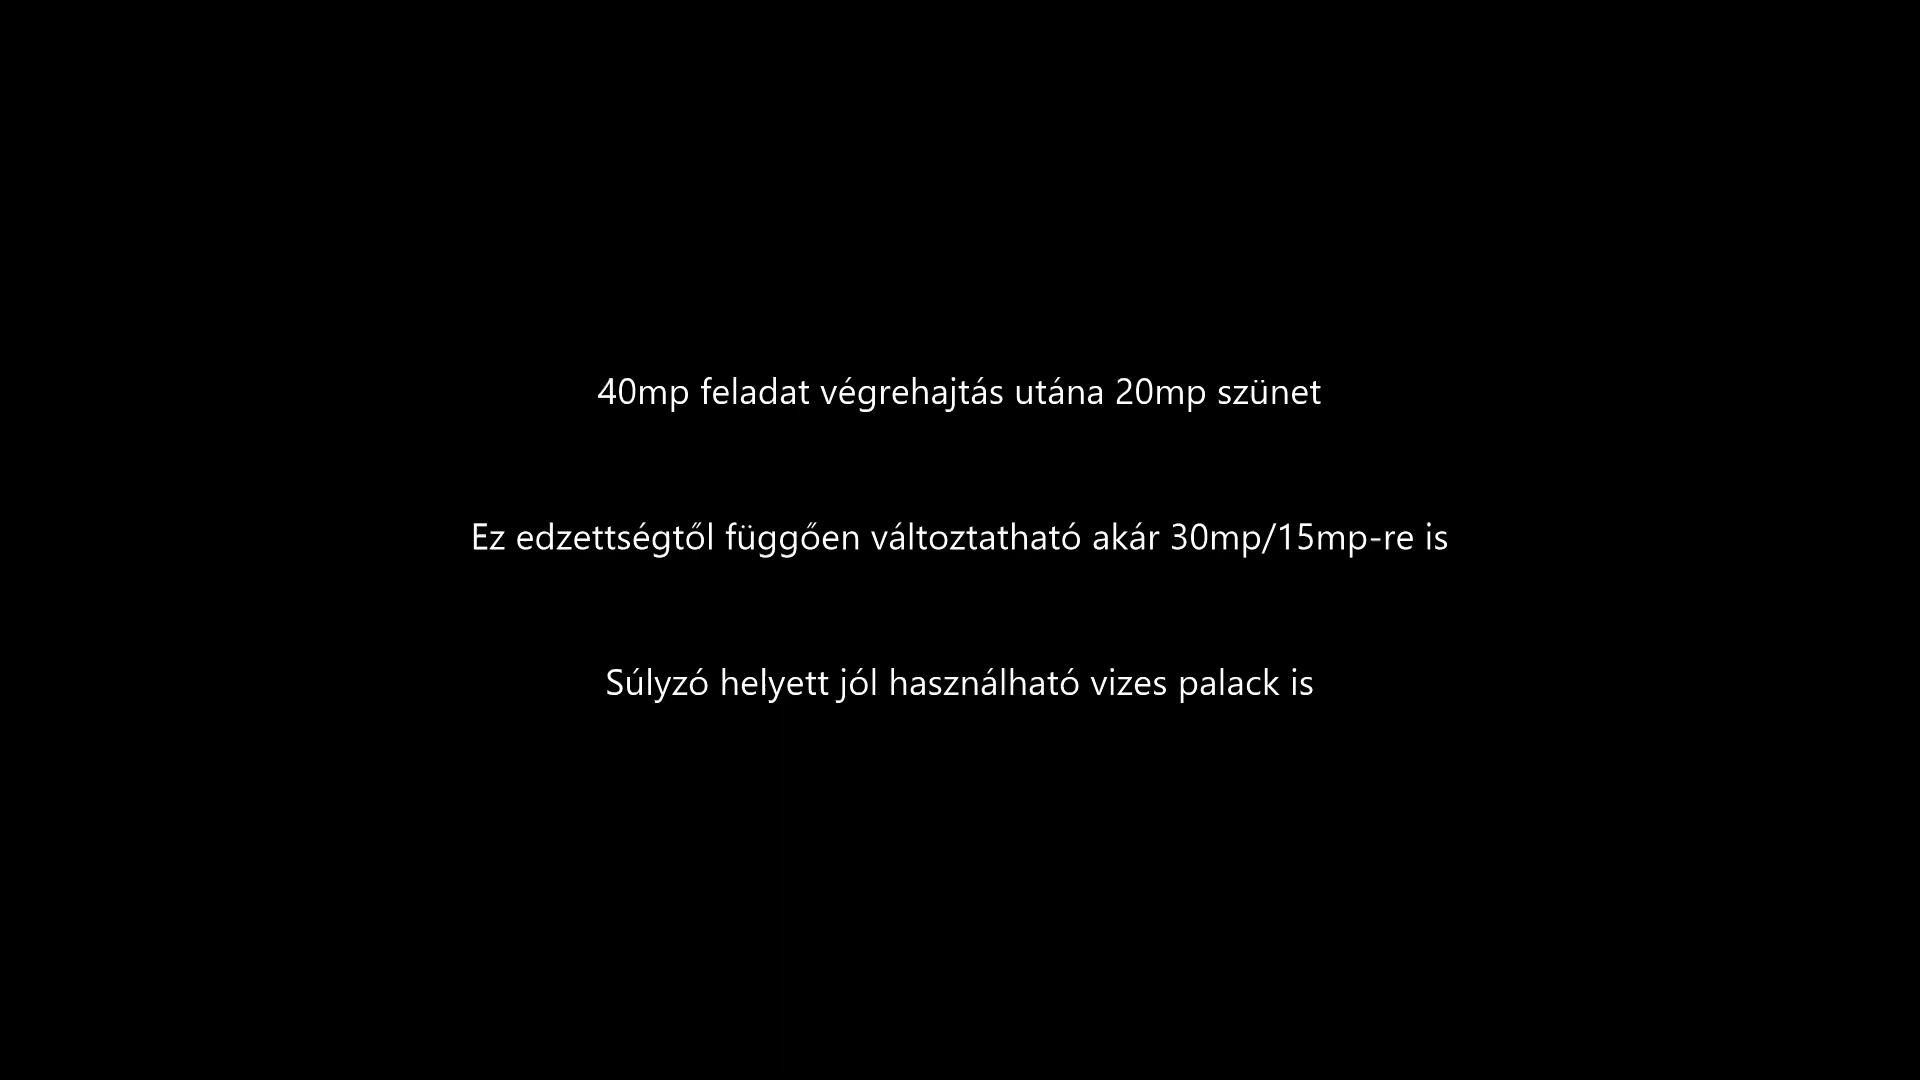 40mp feladat végrehajtás utána 20mp szünet
Ez edzettségtől függően változtatható akár 30mp/15mp-re is
Súlyzó helyett jól használható vizes palack is